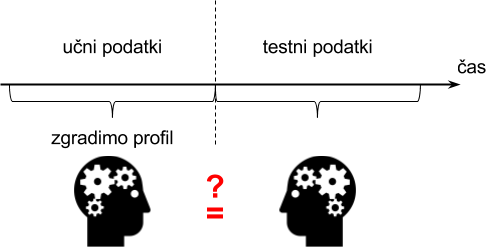 učni podatki
testni podatki
čas
zgradimo profil
?
=